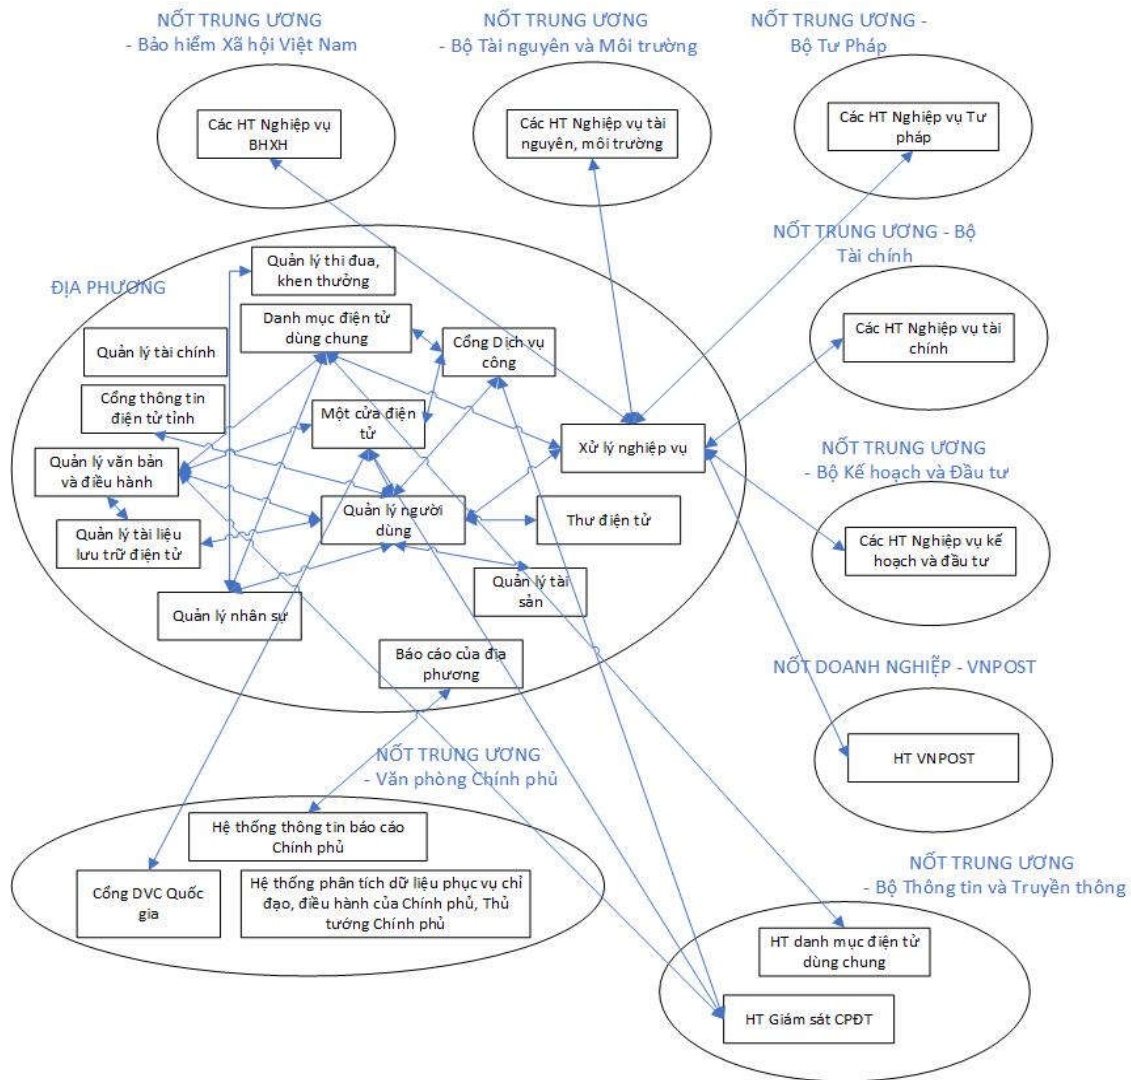 NỐT TRUNG ƯƠNG
- Bảo hiểm Xã hội Việt Nam
NỐT TRUNG ƯƠNG
- Bộ Tài nguyên và Môi trường
NỐT TRUNG ƯƠNG -
Bộ Tư Pháp
Các HT Nghiệp vụ
BHXH
Các HT Nghiệp vụ tài
nguyên, môi trường
Các HT Nghiệp vụ Tư
pháp
NỐT TRUNG ƯƠNG - Bộ
Tài chính
Các HT Nghiệp vụ tài
chính
ĐỊA PHƯƠNG
Quản lý thi đua,
khen thưởng
Danh mục điện tử
dùng chung
Cổng Dịch vụ
công
Quản lý tài chính
Cổng thông tin
điện tử tỉnh
Một cửa điện
tử
Xử lý nghiệp vụ
Quản lý văn bản
và điều hành
Quản lý người
dùng
Thư điện tử
Quản lý tài liệu
lưu trữ điện tử
Quản lý tài
sản
Quản lý nhân sự
Báo cáo của địa
phương
NỐT TRUNG ƯƠNG
- Bộ Kế hoạch và Đầu tư
Các HT Nghiệp vụ kế
hoạch và đầu tư
NỐT DOANH NGHIỆP - VNPOST
HT VNPOST
NỐT TRUNG ƯƠNG
- Văn phòng Chính phủ
Hệ thống thông tin báo cáo
Chính phủ
Cổng DVC Quốc
gia
Hệ thống phân tích dữ liệu phục vụ chỉ
đạo, điều hành của Chính phủ, Thủ
tướng Chính phủ
NỐT TRUNG ƯƠNG
- Bộ Thông tin và Truyền thông
HT danh mục điện tử
dùng chung
HT Giám sát CPĐT